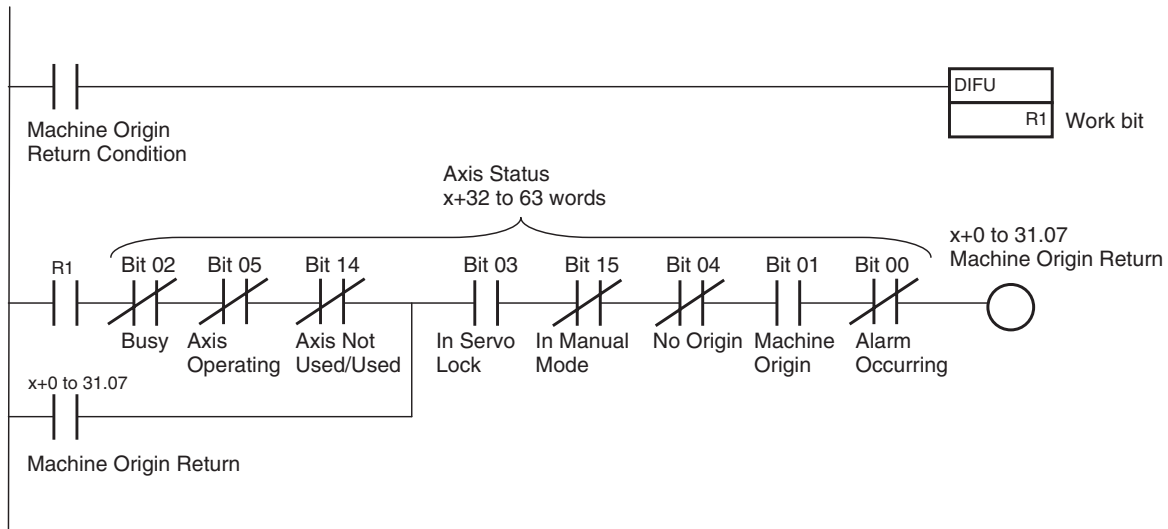 DIFU
R1 Work bit
Machine Origin
Return Condition
Axis Status
x+32 to 63 words
x+0 to 31.07
Machine Origin Return
R1 Bit 02 Bit 05 Bit 14 Bit 03 Bit 15 Bit 04 Bit 01 Bit 00
Busy Axis Axis Not In Servo In Manual No Origin Machine Alarm
Operating Used/Used Lock Mode Origin Occurring
x+0 to 31.07
Machine Origin Return